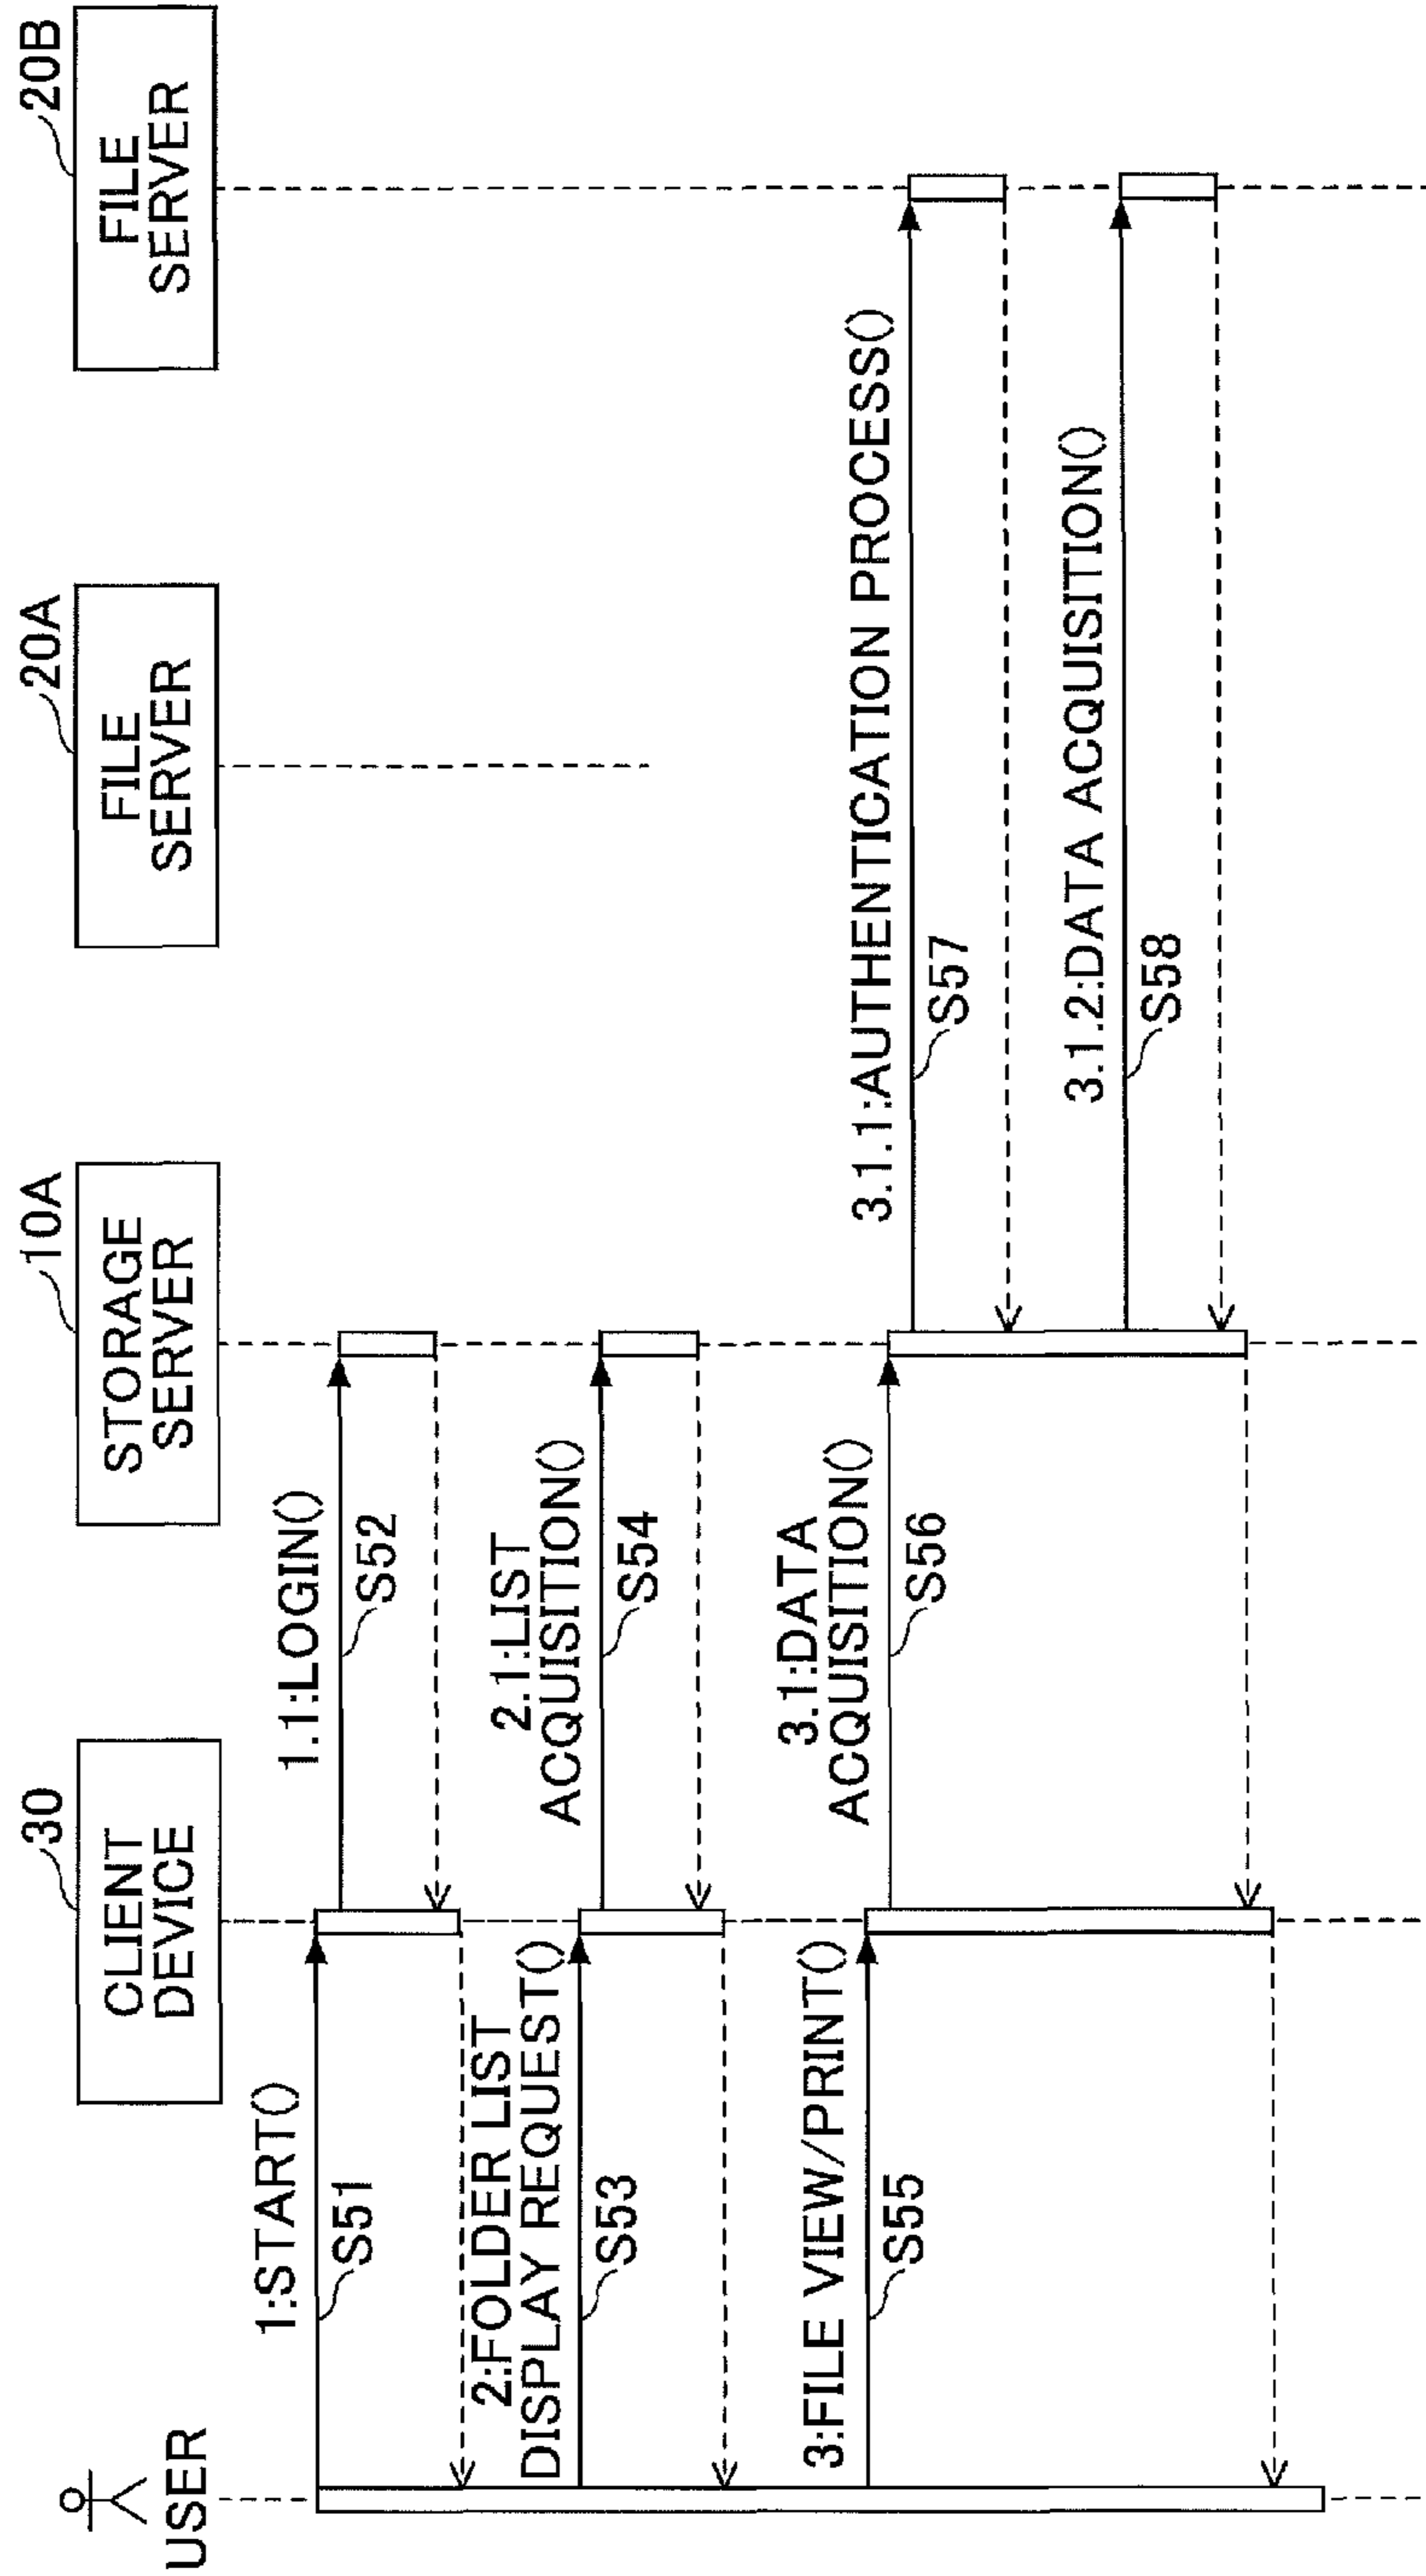 USER
30
CLIENT
DEVICE
10A
STORAGE
SERVER
20A
FILE
SERVER
20B
FILE
SERVER
1:START()
S51
1.1:LOGIN()
S52
2:FOLDER LIST
DISPLAY REQUEST()
S53
2.1:LIST
ACQUISITION()
S54
3:FILE VIEW/PRINT()
S55
3.1:DATA
ACQUISITION()
S56
3.1.1:AUTHENTICATION PROCESS()
S57
3.1.2:DATA ACQUISITION()
S58